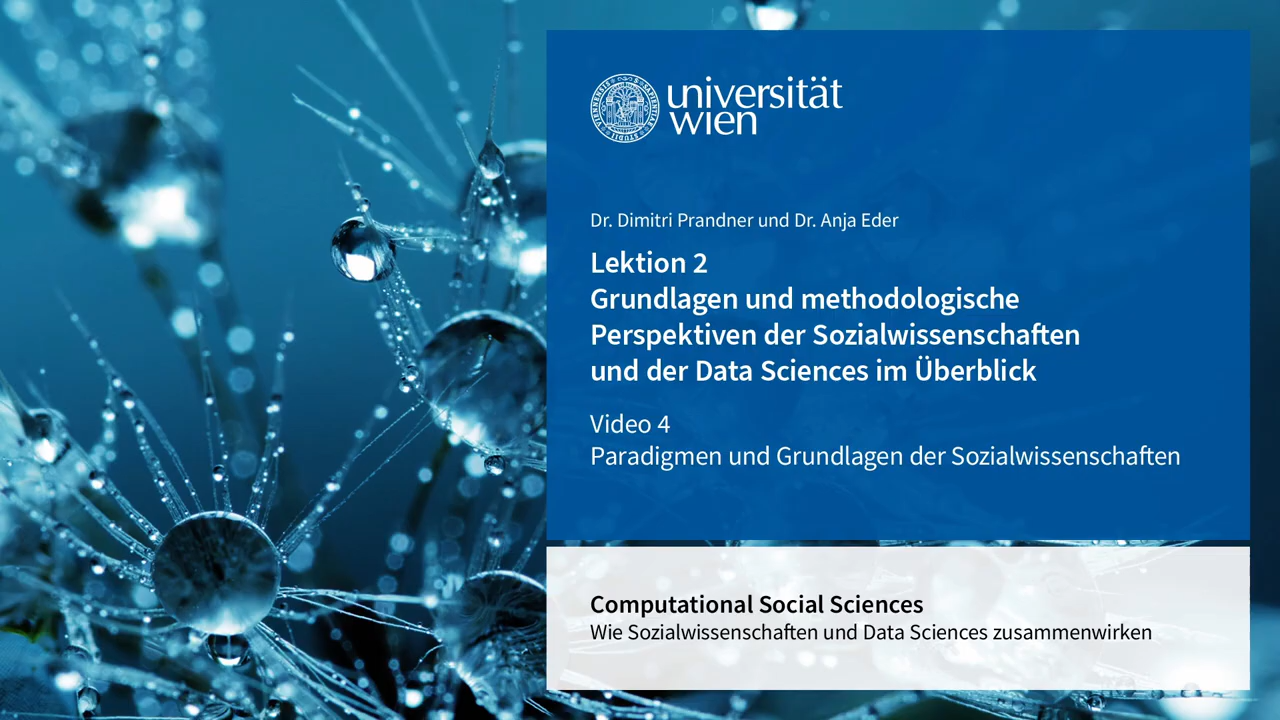 universität
wien
Dr. Dimitri Prandner und Dr. Anja Eder
Lektion 2
Grundlagen und methodologische
Perspektiven der Sozialwissenschaften
und der Data Sciences im Überblick
Video 4
Paradigmen und Grundlagen der Sozialwissenschaften
Computational Social Sciences
Wie Sozialwissenschaften und Data Sciences zusammenwirken